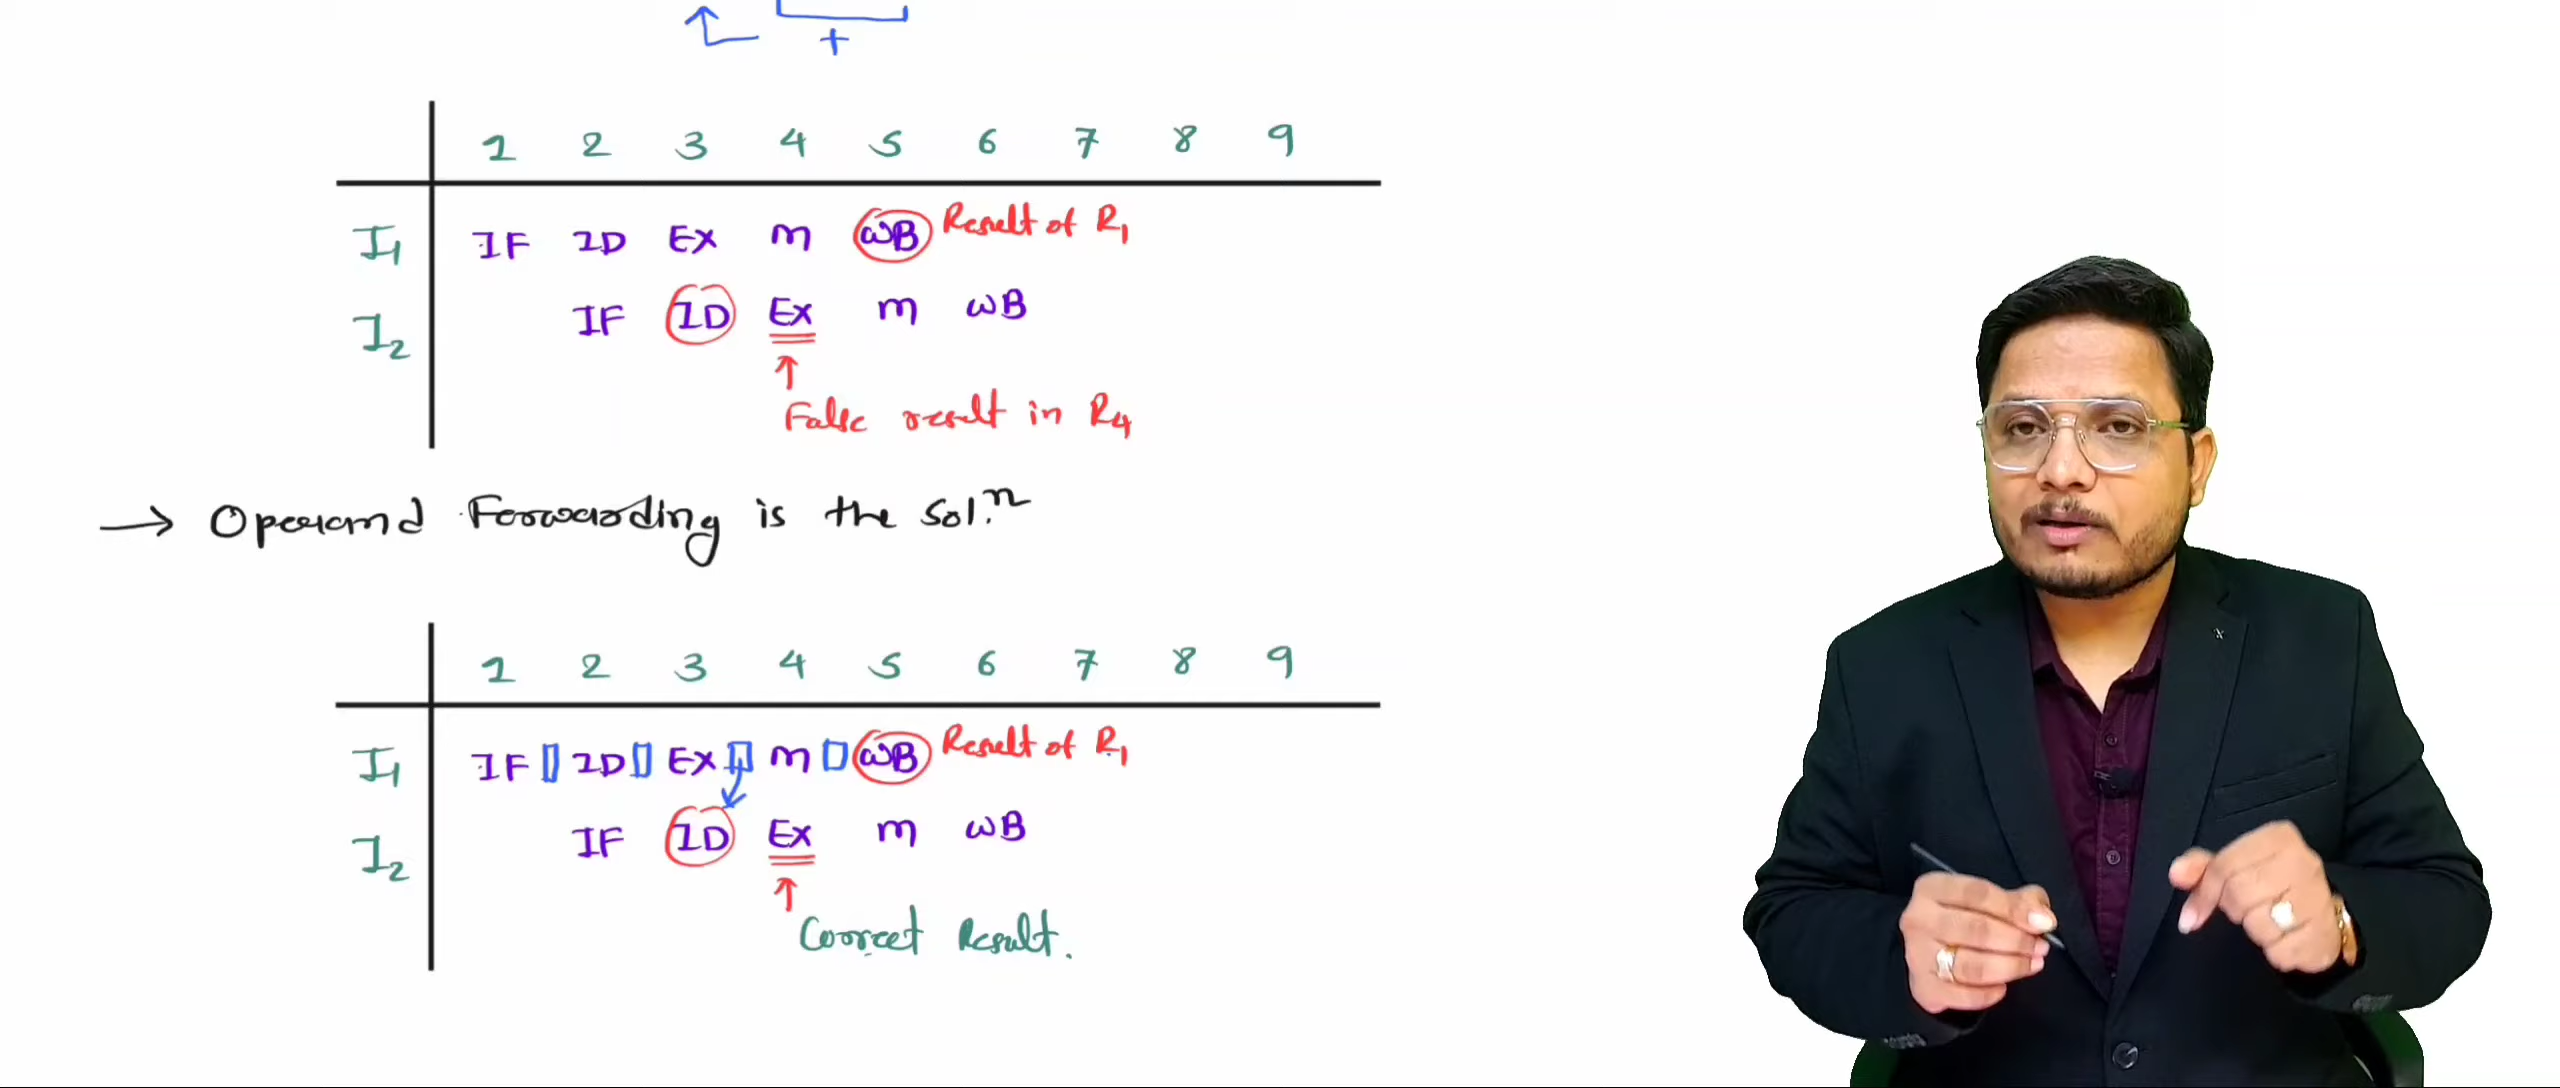 +
1 2 3 4 5 6 7 8 9
I1 IF ID EX M WB Result of R1
I2 IF ID EX M WB
↑
False result in R4
→ Operand Forwarding is the Sol.n
1 2 3 4 5 6 7 8 9
I1 IF ID EX M WB Result of R1
I2 IF ID EX M WB
↑
Correct Result.